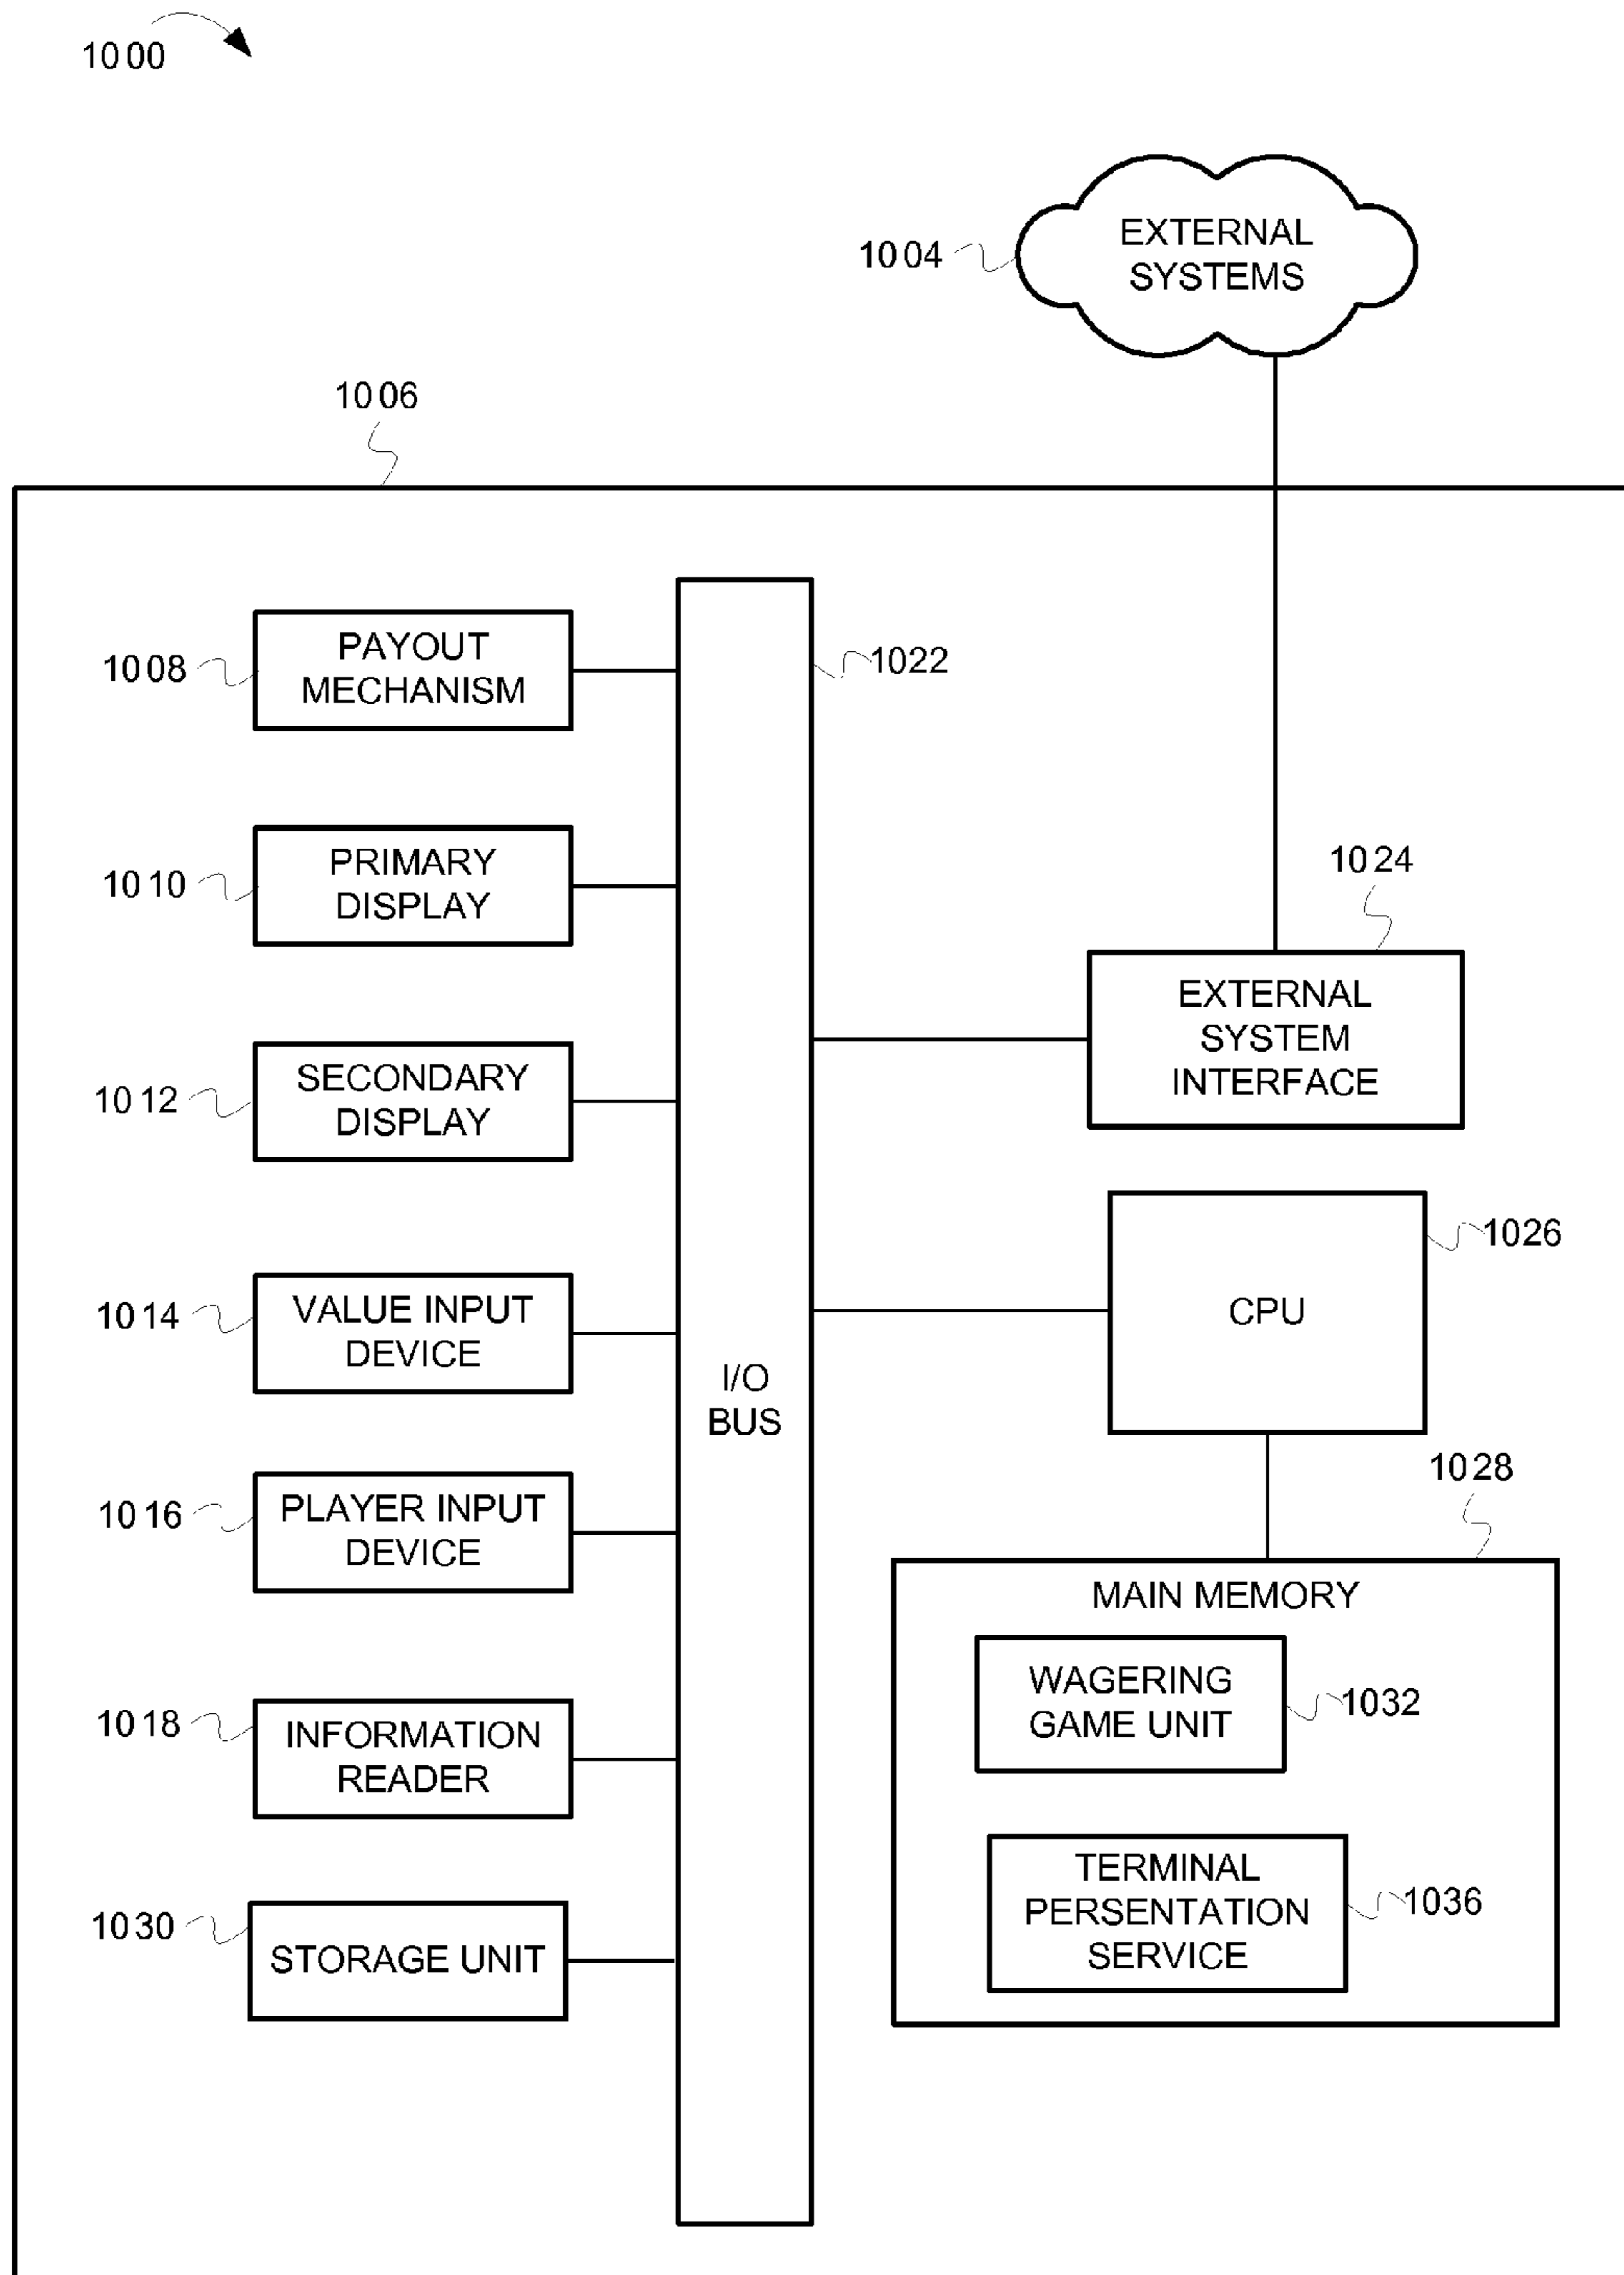 1000
EXTERNAL
SYSTEMS
1004
1006
PAYOUT
MECHANISM
1008
1022
PRIMARY
DISPLAY
1010
1024
EXTERNAL
SYSTEM
INTERFACE
SECONDARY
DISPLAY
1012
1026
CPU
VALUE INPUT
DEVICE
1014
I/O
BUS
PLAYER INPUT
DEVICE
1016
1028
MAIN MEMORY
WAGERING
GAME UNIT
1032
1018
INFORMATION
READER
TERMINAL
PERSENTATION
SERVICE
1036
1030
STORAGE UNIT